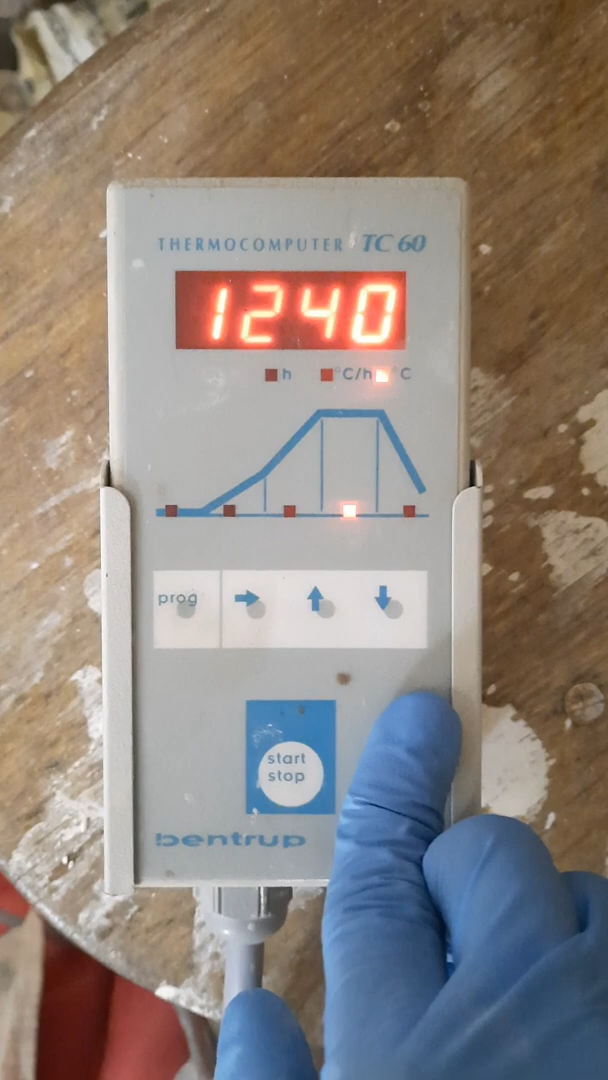 THERMOCOMPUTER TC 60
1240
h °C/h °C
prog
start
stop
bentrup